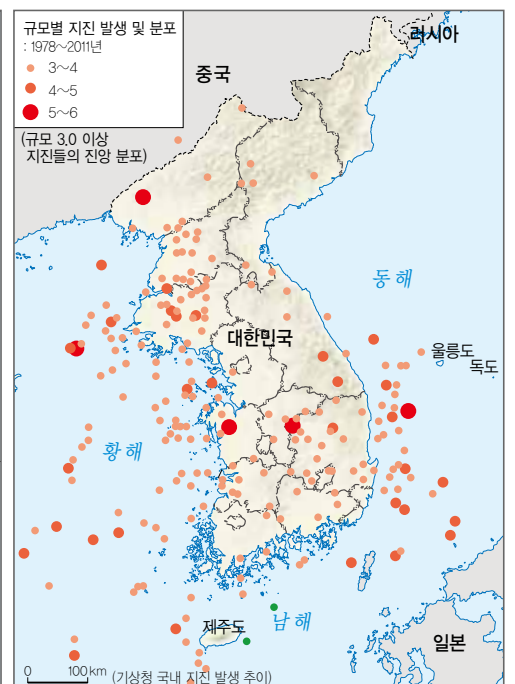 규모별 지진 발생 및 분포
: 1978~2011년
3~4
4~5
5~6
(규모 3.0 이상
지진들의 진앙 분포)
러시아
중국
동해
대한민국
울릉도
독도
황해
제주도
남해
일본
0 100km (기상청 국내 지진 발생 추이)